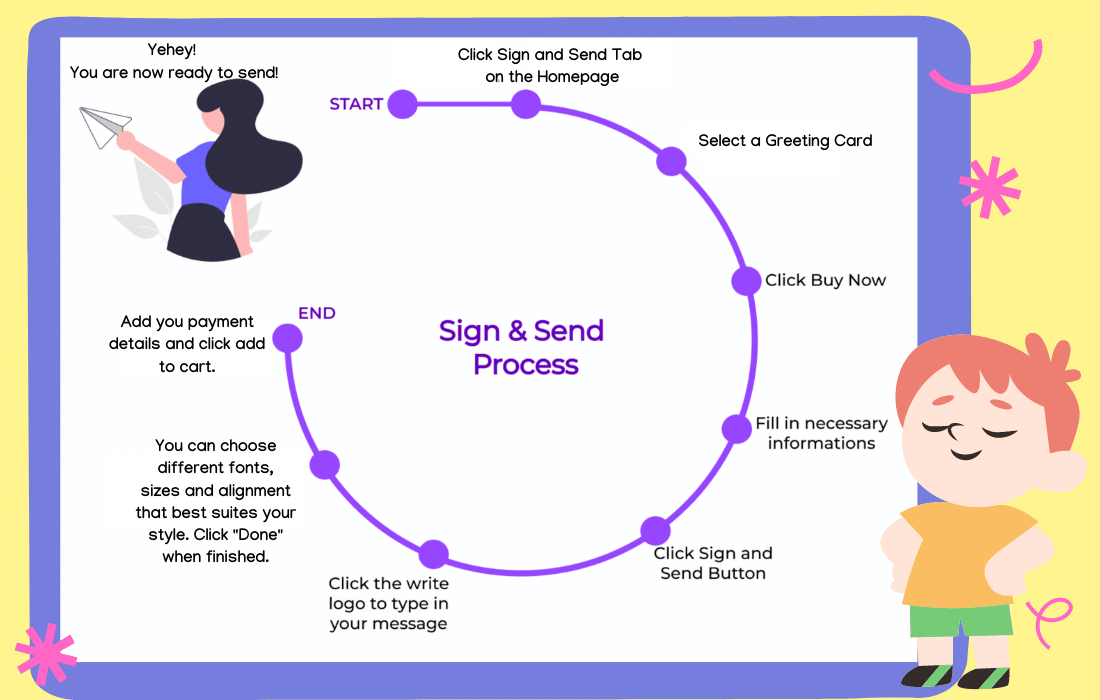 Yehey!
You are now ready to send!
START
Click Sign and Send Tab
on the Homepage
Select a Greeting Card
Click Buy Now
Fill in necessary
informations
Click Sign and
Send Button
Click the write
logo to type in
your message
You can choose
different fonts,
sizes and alignment
that best suites your
style. Click "Done"
when finished.
Add you payment
details and click add
to cart.
END
Sign & Send
Process